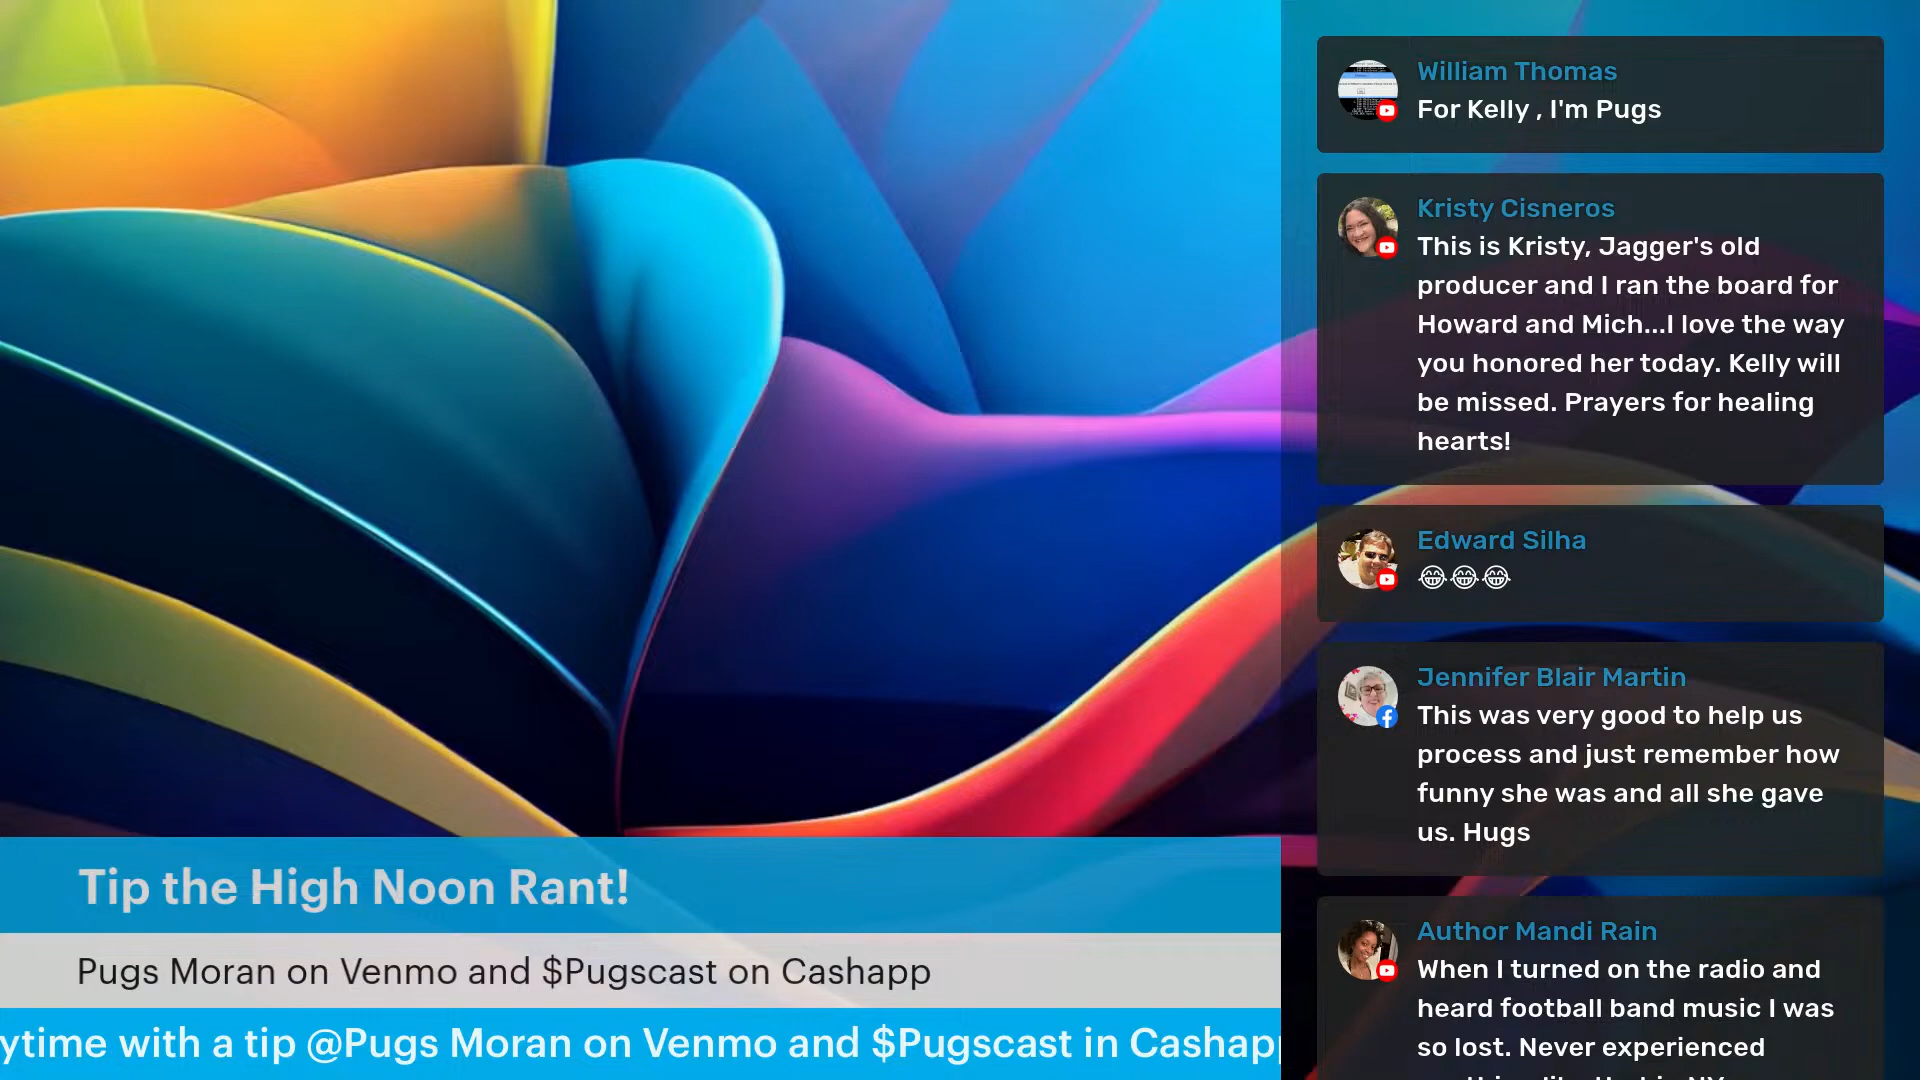 Tip the High Noon Rant!
Pugs Moran on Venmo and $Pugscast on Cashapp
with a tip @Pugs Moran on Venmo and $Pugscast in
William Thomas
For Kelly , I'm Pugs
Kristy Cisneros
This is Kristy, Jagger's old
producer and I ran the board for
Howard and Mich...I love the way
you honored her today. Kelly will
be missed. Prayers for healing
hearts!
Edward Silha
😂😂😂
Jennifer Blair Martin
This was very good to help us
process and just remember how
funny she was and all she gave
us. Hugs
Author Mandi Rain
When I turned on the radio and
heard football band music I was
so lost. Never experienced